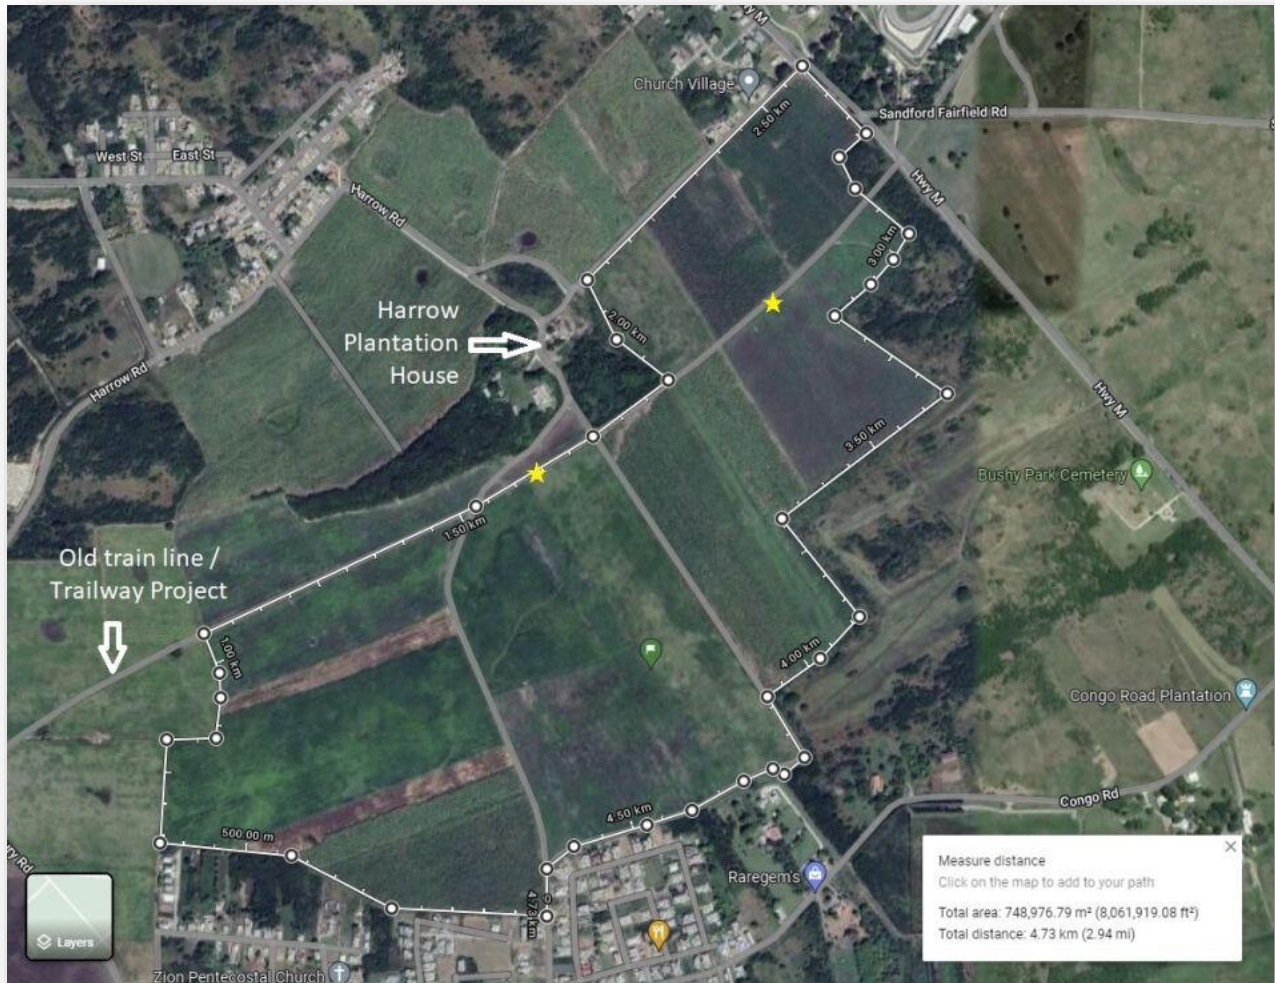 y M
Church Village
2.50 km
Sandford Fairfield Rd
West St
East St
Harrow Rd
Hwy M
3.00 km
Harrow
Plantation
House
2.00 km
Harrow Rd
Hwy M
3.50 km
Bushy Park Cemetery
1.50 km
Old train line /
Trailway Project
1.00 km
4.00 km
Congo Road Plantation
Congo Rd
4.50 km
500.00 m
ry Rd
4.73 km
Raregem's
Layers
Zion Pentecostal Church
Measure distance
Click on the map to add to your path
Total area: 748,976.79 m² (8,061,919.08 ft²)
Total distance: 4.73 km (2.94 mi)